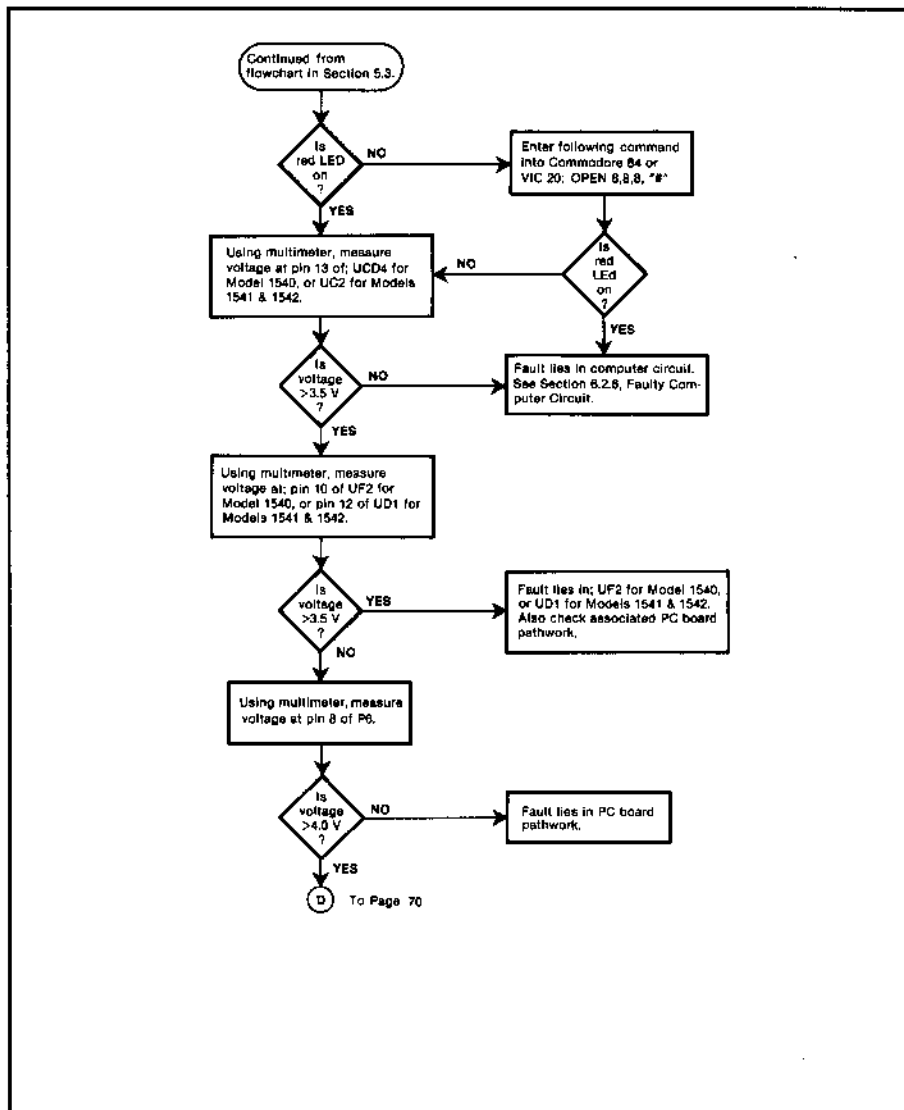 Continued from
flowchart in Section 5.3.
Is
red LED
on
?
NO
YES
Enter following command
into Commodore 64 or
VIC 20; OPEN 8,8,8, "#"
Using multimeter, measure
voltage at pin 13 of; UCD4 for
Model 1540, or UC2 for Models
1541 & 1542.
NO
Is
red
LEd
on
?
YES
Is
voltage
>3.5 V
?
NO
YES
Fault lies in computer circuit.
See Section 6.2.6, Faulty Com-
puter Circuit.
Using multimeter, measure
voltage at; pin 10 of UF2 for
Model 1540, or pin 12 of UD1 for
Models 1541 & 1542.
Is
voltage
>3.5 V
?
YES
NO
Fault lies in; UF2 for Model 1540,
or UD1 for Models 1541 & 1542.
Also check associated PC board
pathwork.
Using multimeter, measure
voltage at pin 8 of P6.
Is
voltage
>4.0 V
?
NO
YES
Fault lies in PC board
pathwork.
D To Page 70